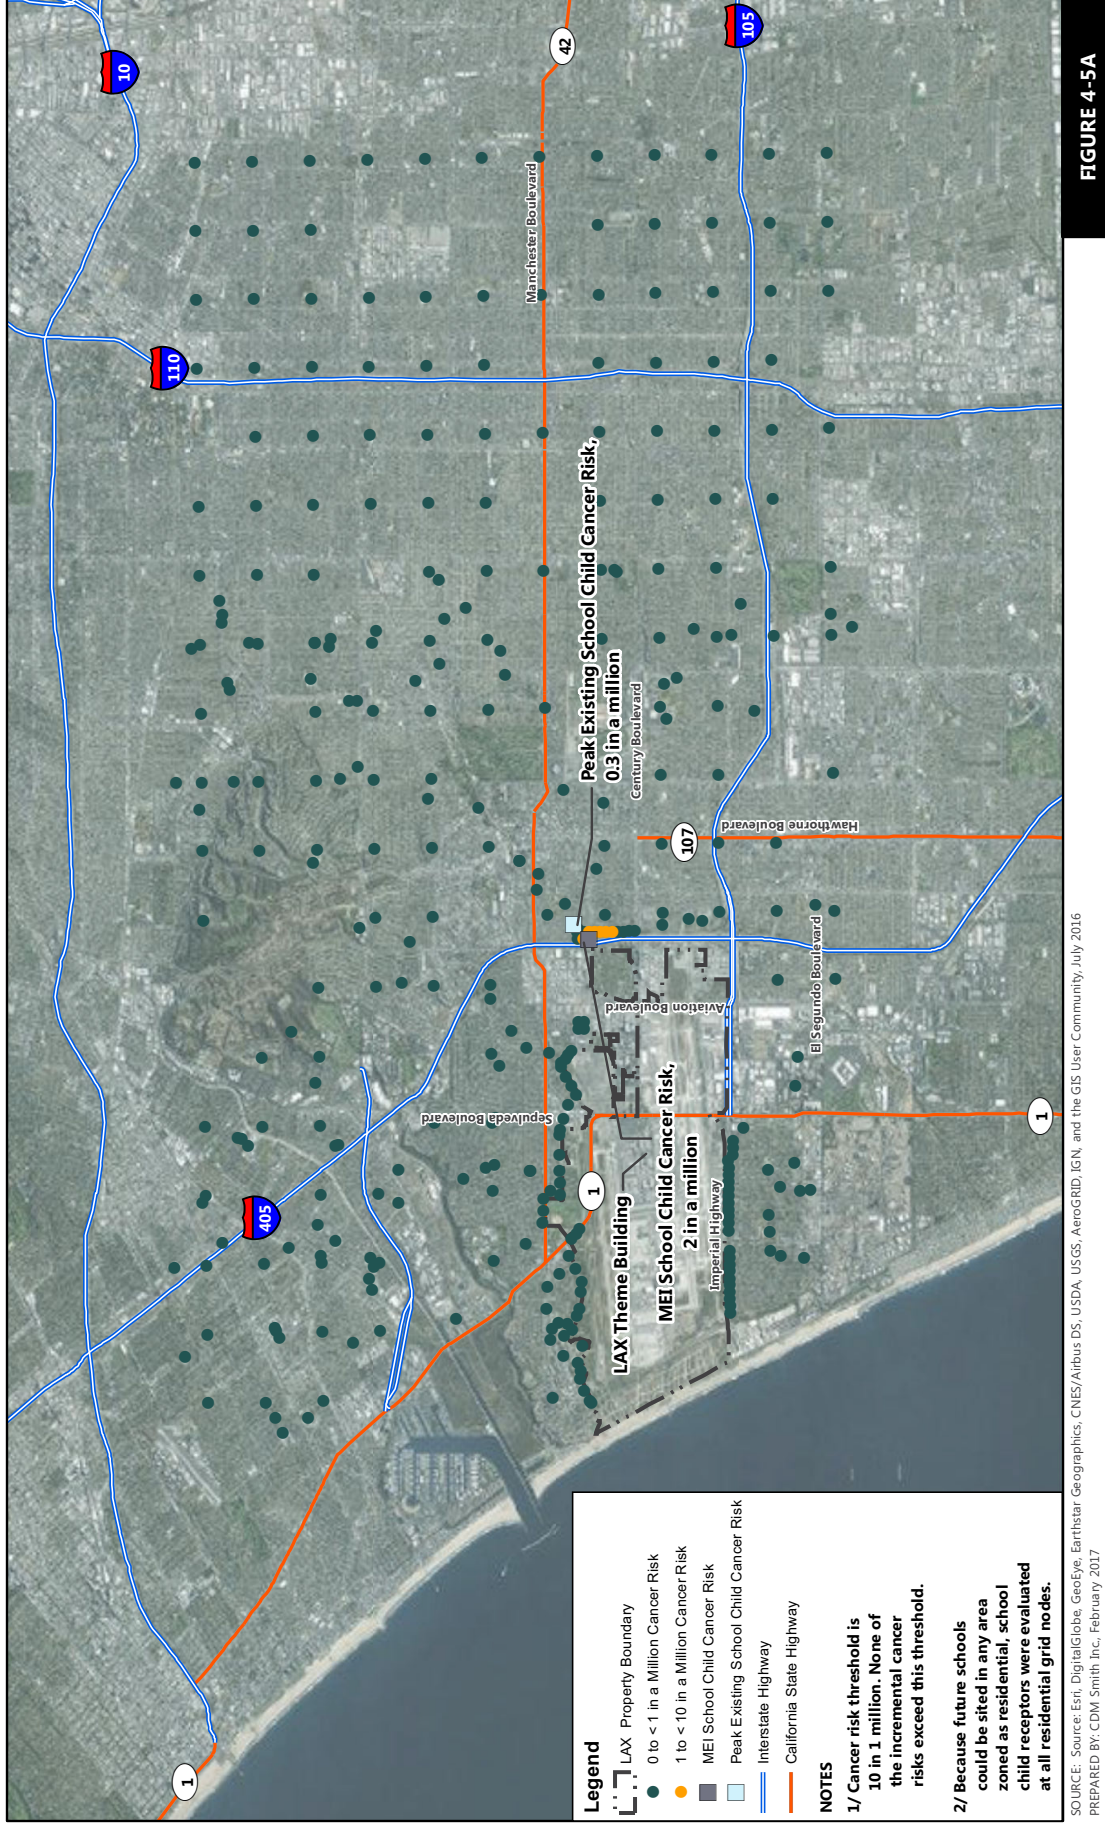 10
110
405
1
1
1
42
105
107
Manchester Boulevard
Peak Existing School Child Cancer Risk,
0.3 in a million
Century Boulevard
Hawthorne Boulevard
Sepulveda Boulevard
Aviation Boulevard
El Segundo Boulevard
LAX Theme Building
MEI School Child Cancer Risk,
2 in a million
Imperial Highway
Legend
LAX Property Boundary
0 to < 1 in a Million Cancer Risk
1 to < 10 in a Million Cancer Risk
MEI School Child Cancer Risk
Peak Existing School Child Cancer Risk
Interstate Highway
California State Highway
NOTES
1/ Cancer risk threshold is
10 in 1 million. None of
the incremental cancer
risks exceed this threshold.
2/ Because future schools
could be sited in any area
zoned as residential, school
child receptors were evaluated
at all residential grid nodes.
SOURCE: Source: Esri, DigitalGlobe, GeoEye, Earthstar Geographics, CNES/Airbus DS, USDA, USGS, AeroGRID, IGN, and the GIS User Community, July 2016
PREPARED BY: CDM Smith Inc., February 2017
FIGURE 4-5A